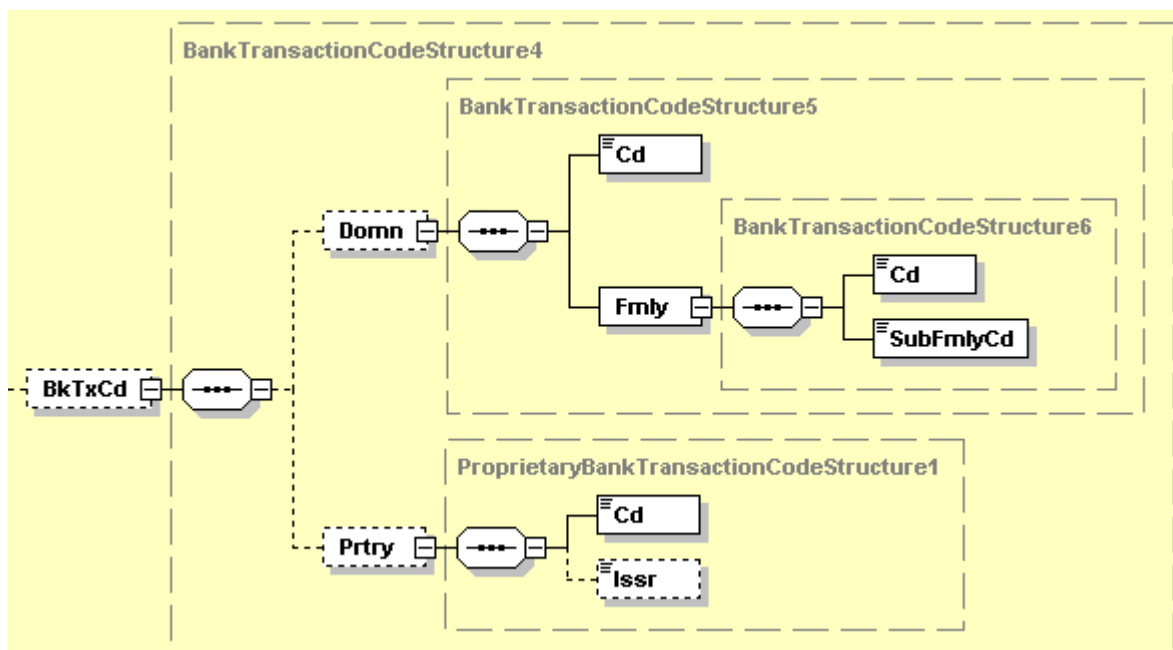 BankTransactionCodeStructure4
BankTransactionCodeStructure5
Cd
Domn
BankTransactionCodeStructure6
Cd
Fmly
SubFmlyCd
BkTxCd
ProprietaryBankTransactionCodeStructure1
Cd
Prtry
Issr